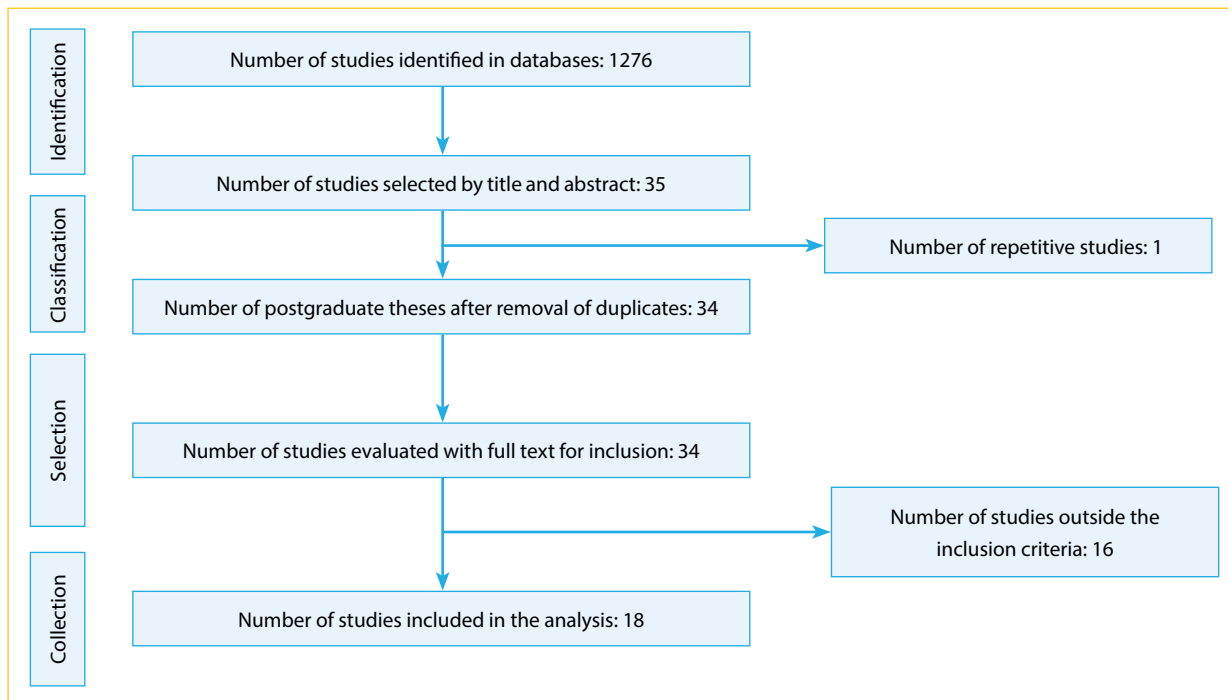 Identification
Number of studies identified in databases: 1276
Number of studies selected by title and abstract: 35
Classification
Number of repetitive studies: 1
Number of postgraduate theses after removal of duplicates: 34
Selection
Number of studies evaluated with full text for inclusion: 34
Number of studies outside the
inclusion criteria: 16
Collection
Number of studies included in the analysis: 18